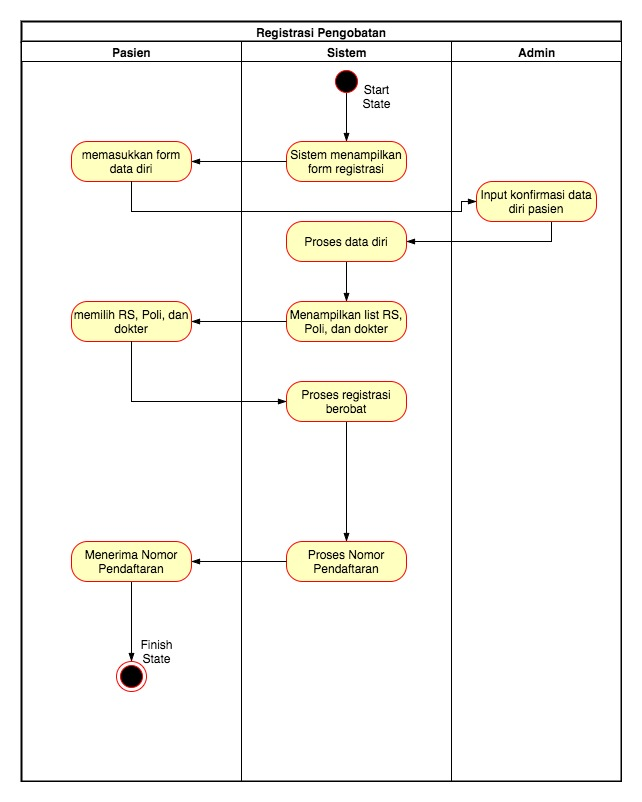 Registrasi Pengobatan
Pasien
Sistem
Admin
Start
State
memasukkan form
data diri
Sistem menampilkan
form registrasi
Input konfirmasi data
diri pasien
Proses data diri
memilih RS, Poli, dan
dokter
Menampilkan list RS,
Poli, dan dokter
Proses registrasi
berobat
Menerima Nomor
Pendaftaran
Proses Nomor
Pendaftaran
Finish
State